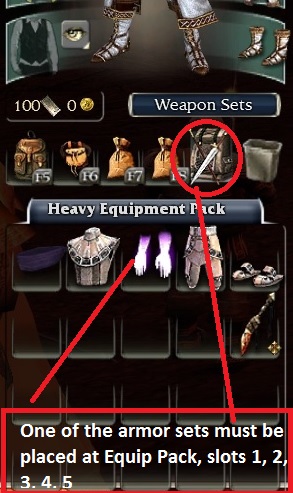 100 0
Weapon Sets
F5 F6 F7 F8
Heavy Equipment Pack
One of the armor sets must be
placed at Equip Pack, slots 1, 2,
3. 4. 5